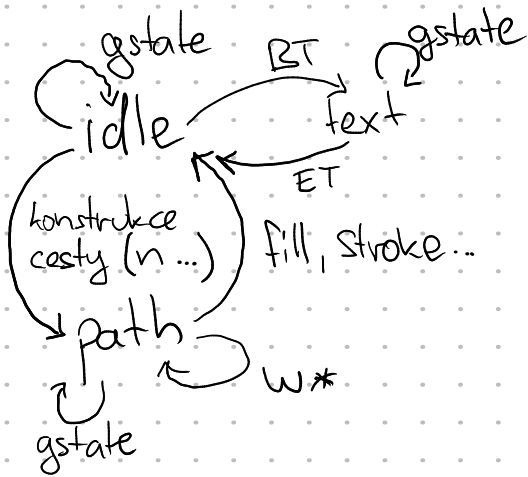 gstate
gstate
BT
idle
text
ET
konstrukce
cesty (n ...)
fill, stroke...
path
W*
gstate